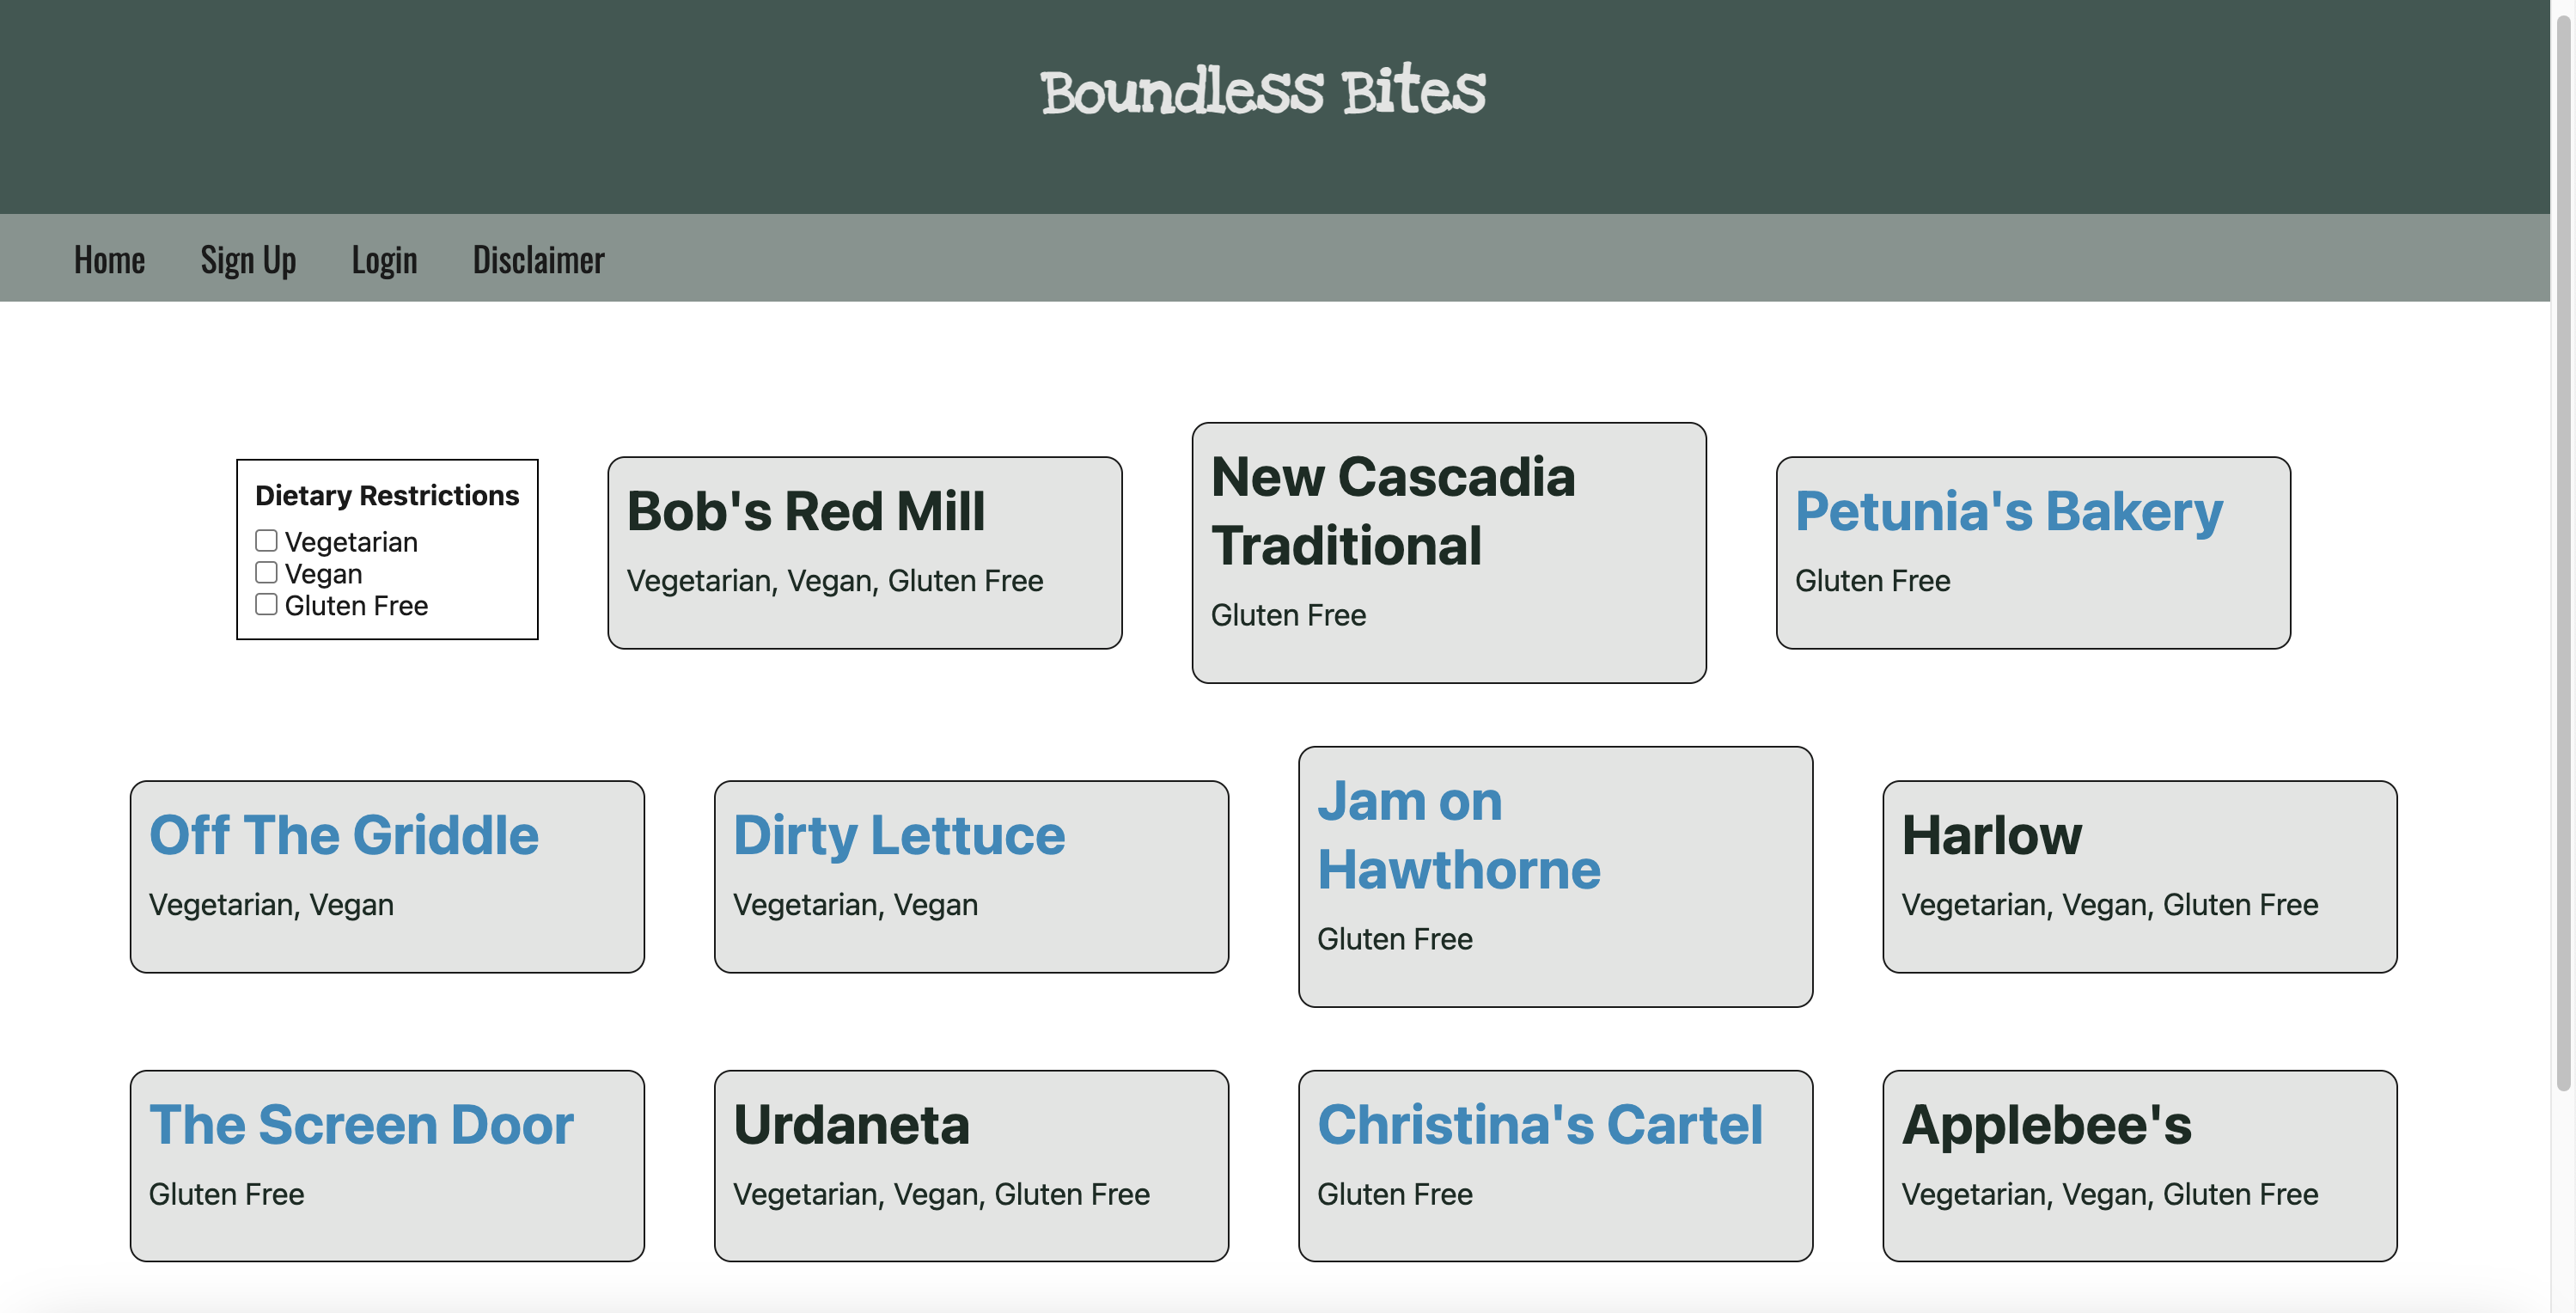 Boundless Bites
Home
Sign Up
Login
Disclaimer
Dietary Restrictions
Vegetarian
Vegan
Gluten Free
Bob's Red Mill
Vegetarian, Vegan, Gluten Free
New Cascadia
Traditional
Gluten Free
Petunia's Bakery
Gluten Free
Off The Griddle
Vegetarian, Vegan
Dirty Lettuce
Vegetarian, Vegan
Jam on
Hawthorne
Gluten Free
Harlow
Vegetarian, Vegan, Gluten Free
The Screen Door
Gluten Free
Urdaneta
Vegetarian, Vegan, Gluten Free
Christina's Cartel
Gluten Free
Applebee's
Vegetarian, Vegan, Gluten Free